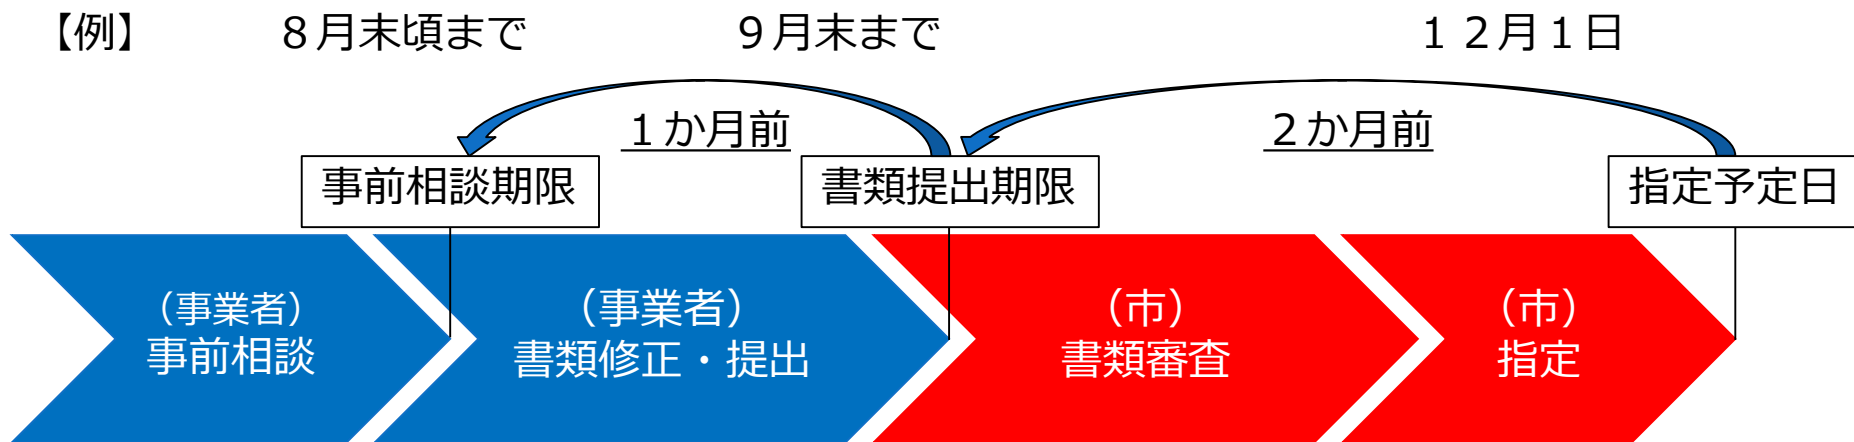 【例】 ８月末頃まで ９月末まで １２月１日
１か月前 ２か月前
事前相談期限 書類提出期限 指定予定日
（事業者）
事前相談
（事業者）
書類修正・提出
（市）
書類審査
（市）
指定